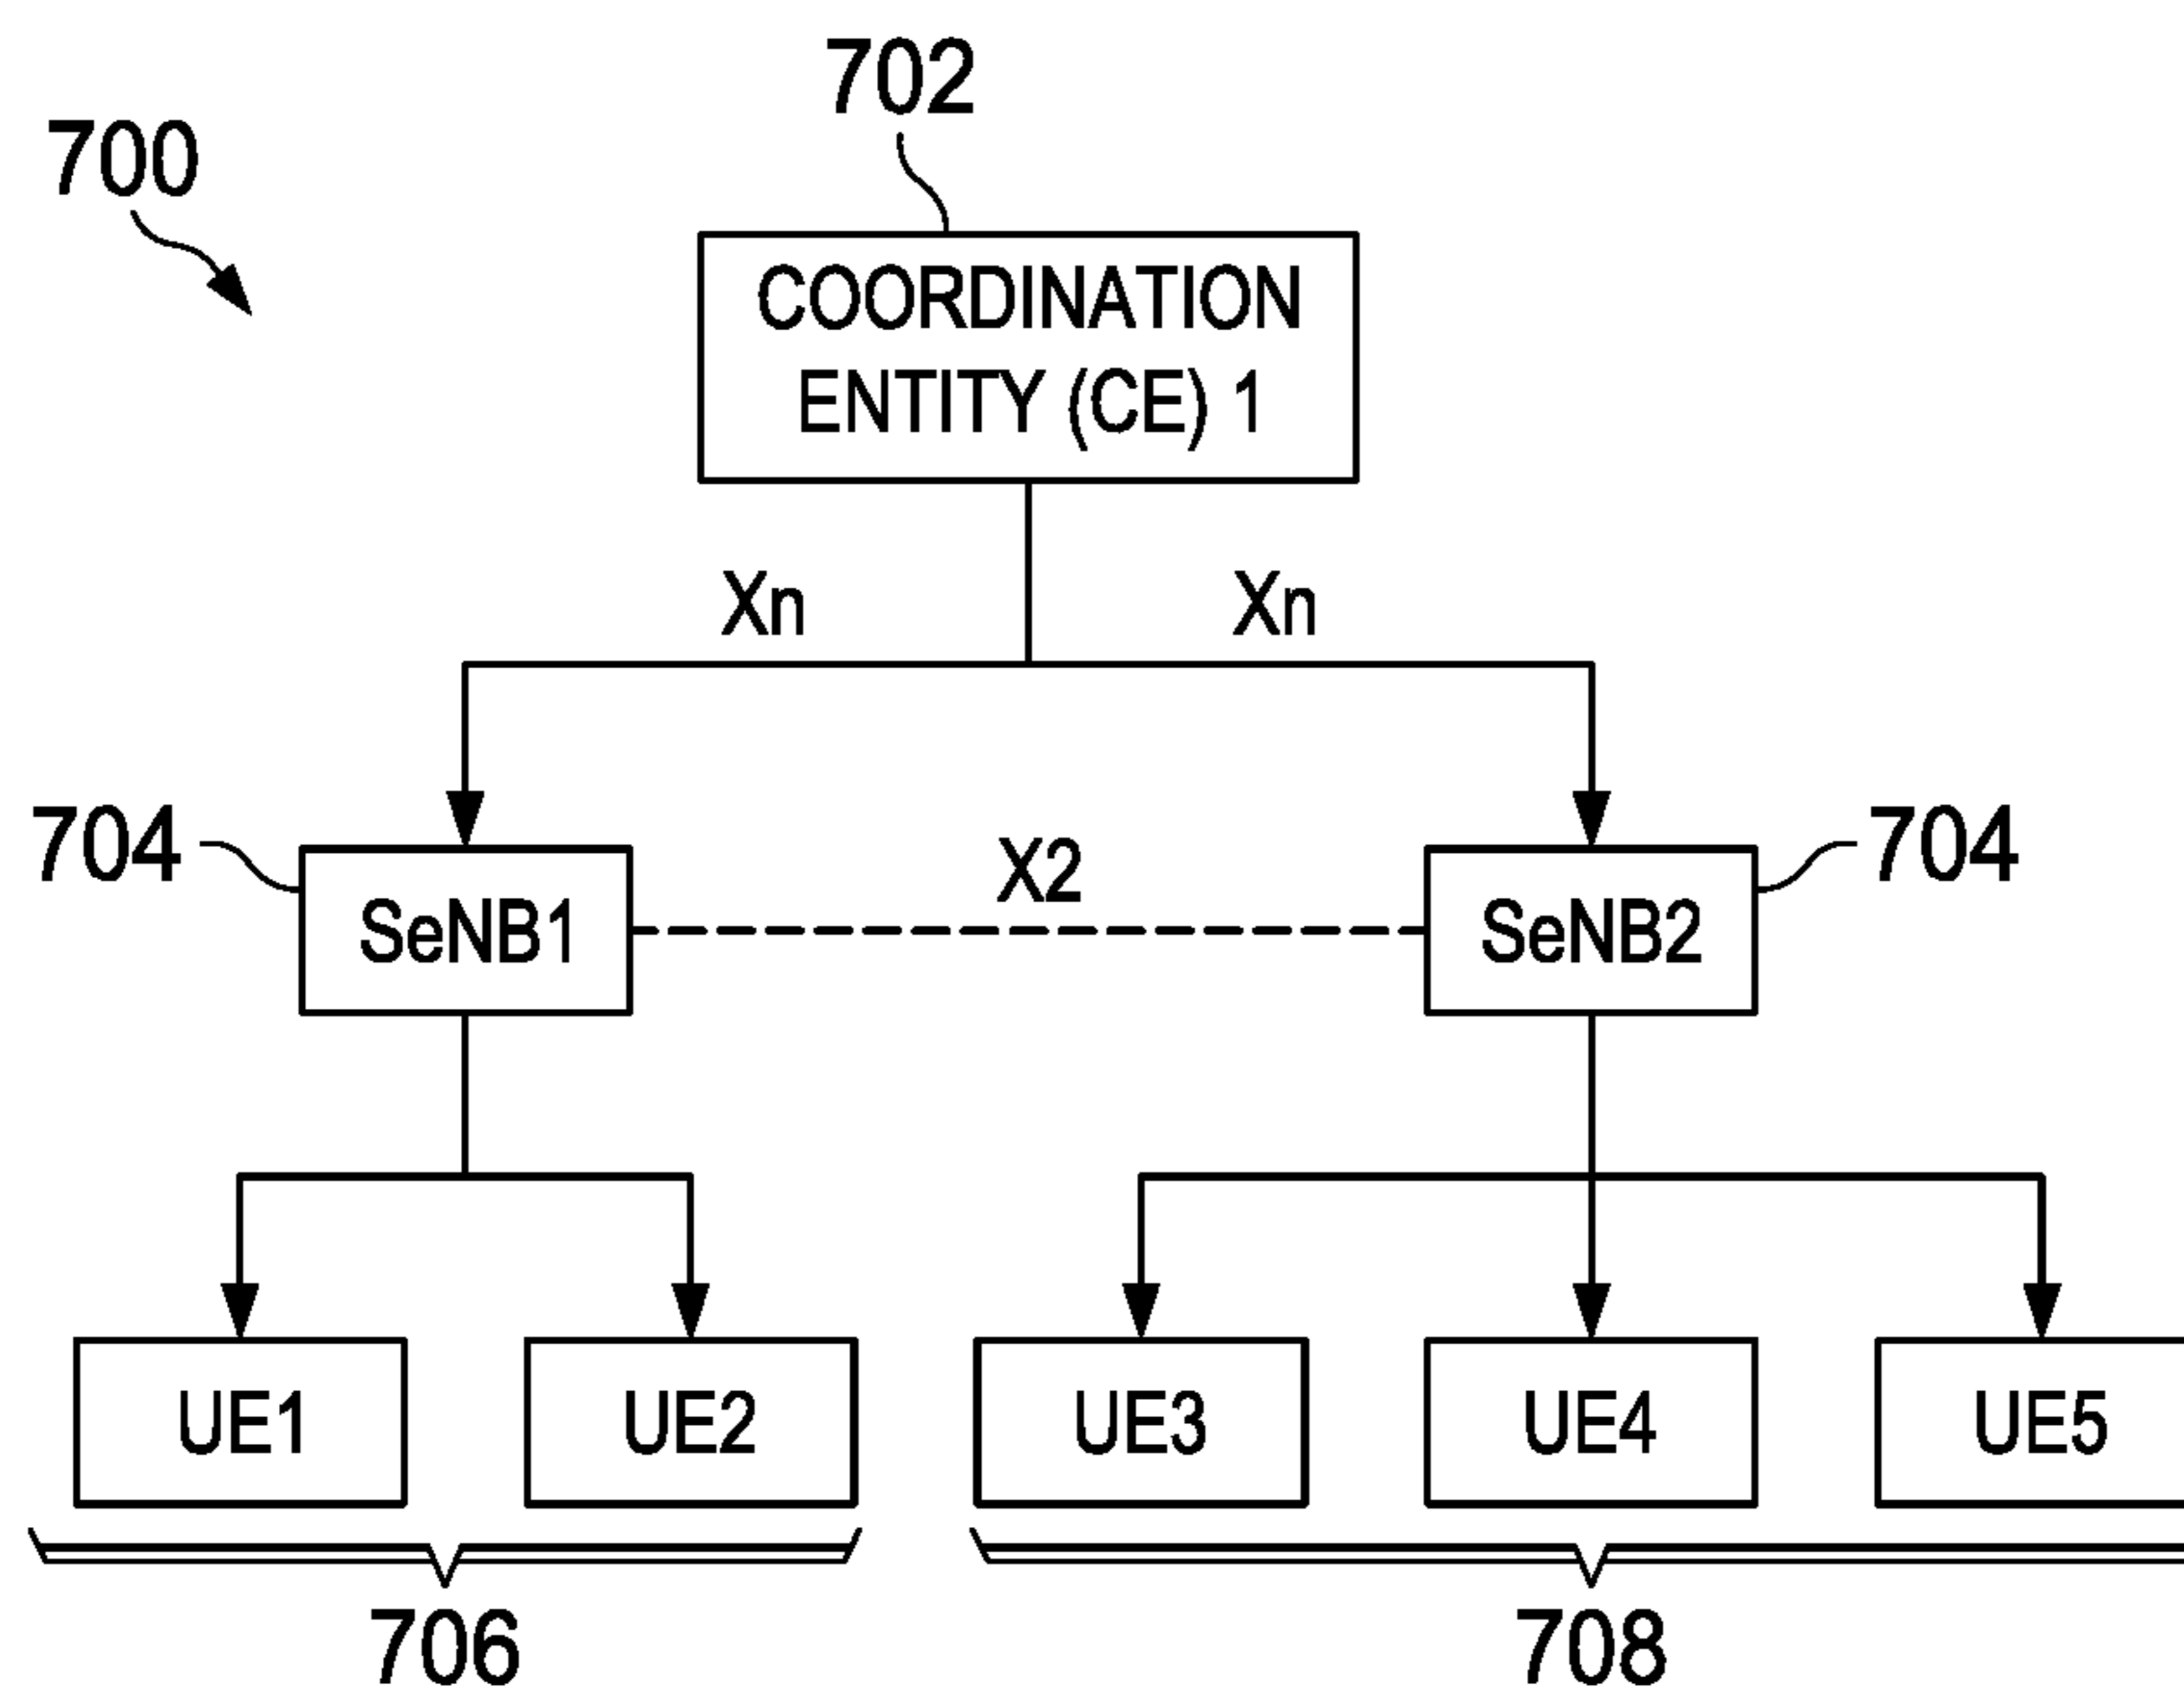 702
700
COORDINATION
ENTITY (CE) 1
Xn
Xn
704
X2
704
SeNB1
SeNB2
UE1
UE2
UE3
UE4
UE5
706
708